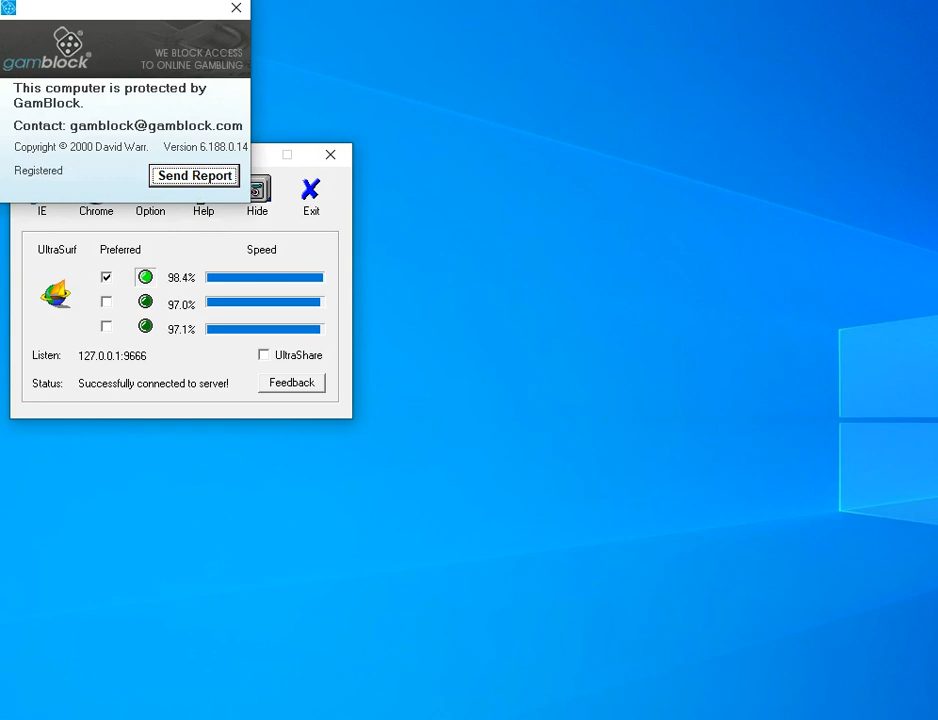 gamblock®
WE BLOCK ACCESS
TO ONLINE GAMBLING
This computer is protected by
GamBlock.
Contact: gamblock@gamblock.com
Copyright © 2000 David Warr. Version 6.188.0.14
Registered
Send Report
IE Chrome Option Help Hide Exit
UltraSurf Preferred Speed
98.4%
97.0%
97.1%
Listen: 127.0.0.1:9666 UltraShare
Status: Successfully connected to server! Feedback